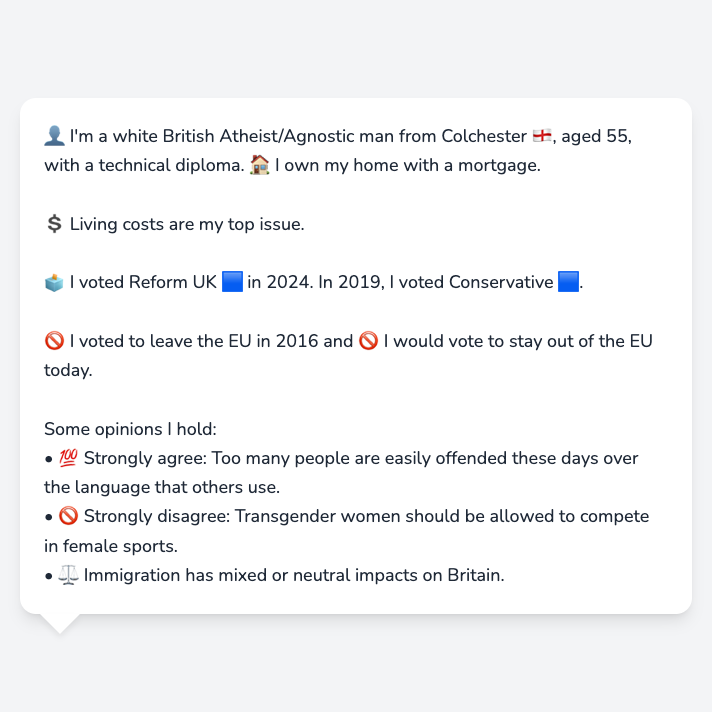 👤 I'm a white British Atheist/Agnostic man from Colchester 🏴󠁧󠁢󠁥󠁮󠁧󠁿, aged 55,
with a technical diploma. 🏠 I own my home with a mortgage.
💲 Living costs are my top issue.
🗳️ I voted Reform UK 🟦 in 2024. In 2019, I voted Conservative 🟦.
🚫 I voted to leave the EU in 2016 and 🚫 I would vote to stay out of the EU
today.
Some opinions I hold:
• 💯 Strongly agree: Too many people are easily offended these days over
the language that others use.
• 🚫 Strongly disagree: Transgender women should be allowed to compete
in female sports.
• ⚖️ Immigration has mixed or neutral impacts on Britain.